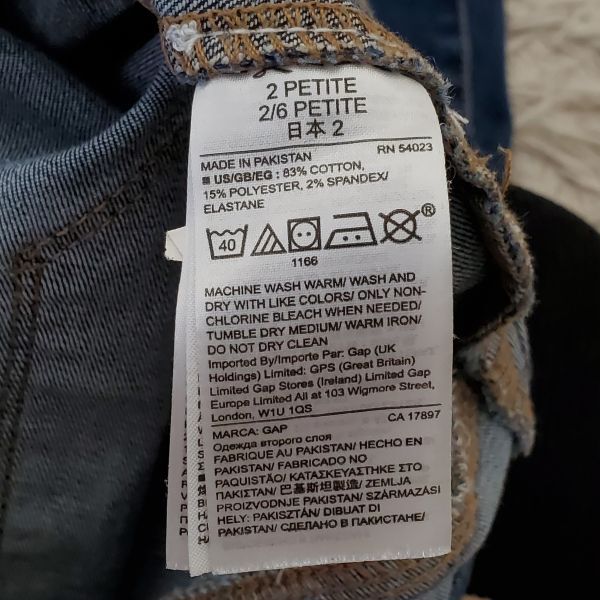 2 PETITE
2/6 PETITE
日本 2
MADE IN PAKISTAN RN 54023
■ US/GB/EG : 83% COTTON,
15% POLYESTER, 2% SPANDEX/
ELASTANE
40 ®
1166
MACHINE WASH WARM/ WASH AND
DRY WITH LIKE COLORS/ ONLY NON-
CHLORINE BLEACH WHEN NEEDED/
TUMBLE DRY MEDIUM/ WARM IRON/
DO NOT DRY CLEAN
Imported By/Importe Par: Gap (UK
Holdings) Limited: GPS (Great Britain)
Limited Gap Stores (Ireland) Limited Gap
Europe Limited All at 103 Wigmore Street,
London, W1U 1QS
MARCA: GAP CA 17897
Одежда второго слоя
FABRIQUE AU PAKISTAN/ HECHO EN
PAKISTAN/ FABRICADO NO
PAQUISTAO/ ΚΑΤΑΣΚΕΥΑΣΤΗΚΕ ΣΤΟ
ΠΑΚΙΣΤΑΝ/ 巴基斯坦製造/ ZEMLJA
PROIZVODNJE PAKISTAN/ SZÁRMAZÁSI
HELY: PAKISZTÁN/ DIBUAT DI
PAKISTAN/ СДЕЛАНО В ПАКИСТАНЕ/